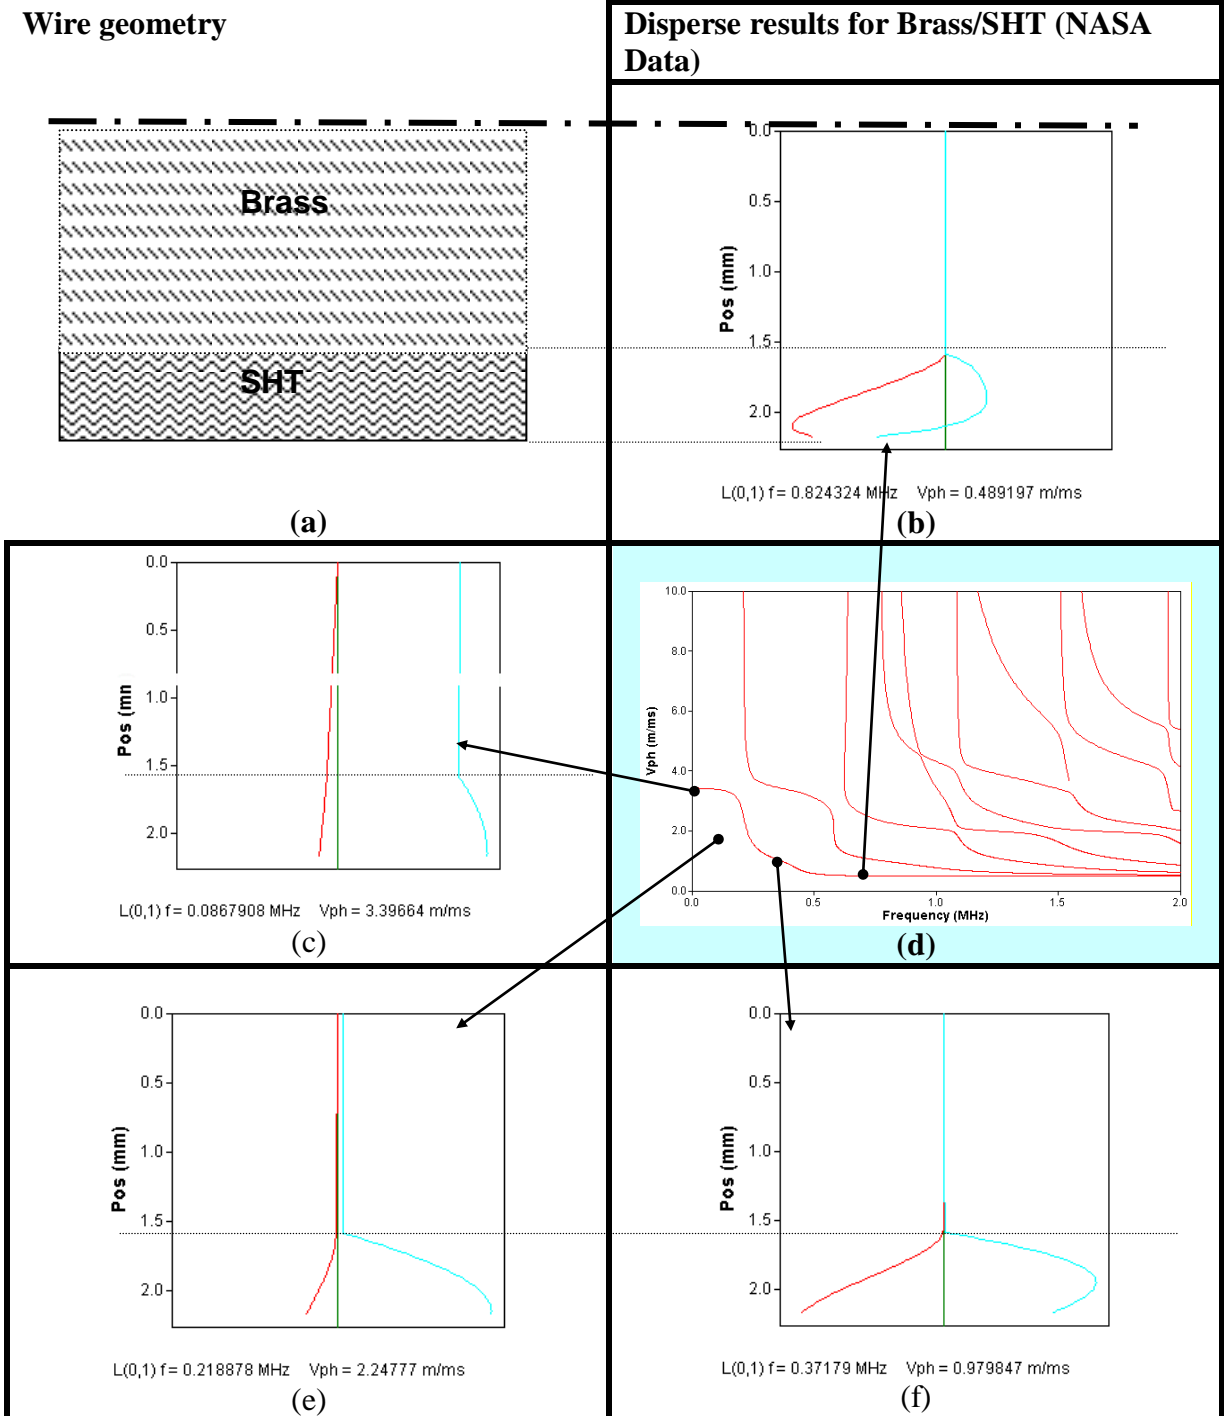 Wire geometry
Disperse results for Brass/SHT (NASA
Data)
Brass
SHT
(a)
0.0
0.5
1.0
1.5
2.0
Pos (mm)
L(0,1) f = 0.824324 MHz Vph = 0.489197 m/ms
(b)
0.0
0.5
1.0
1.5
2.0
Pos (mn
L(0,1) f = 0.0867908 MHz Vph = 3.39664 m/ms
(c)
10.0
8.0
6.0
4.0
2.0
0.0
Vph (m/ms)
0.0 0.5 1.0 1.5 2.0
Frequency (MHz)
(d)
0.0
0.5
1.0
1.5
2.0
Pos (mm)
L(0,1) f = 0.218878 MHz Vph = 2.24777 m/ms
(e)
0.0
0.5
1.0
1.5
2.0
Pos (mm)
L(0,1) f = 0.37179 MHz Vph = 0.979847 m/ms
(f)